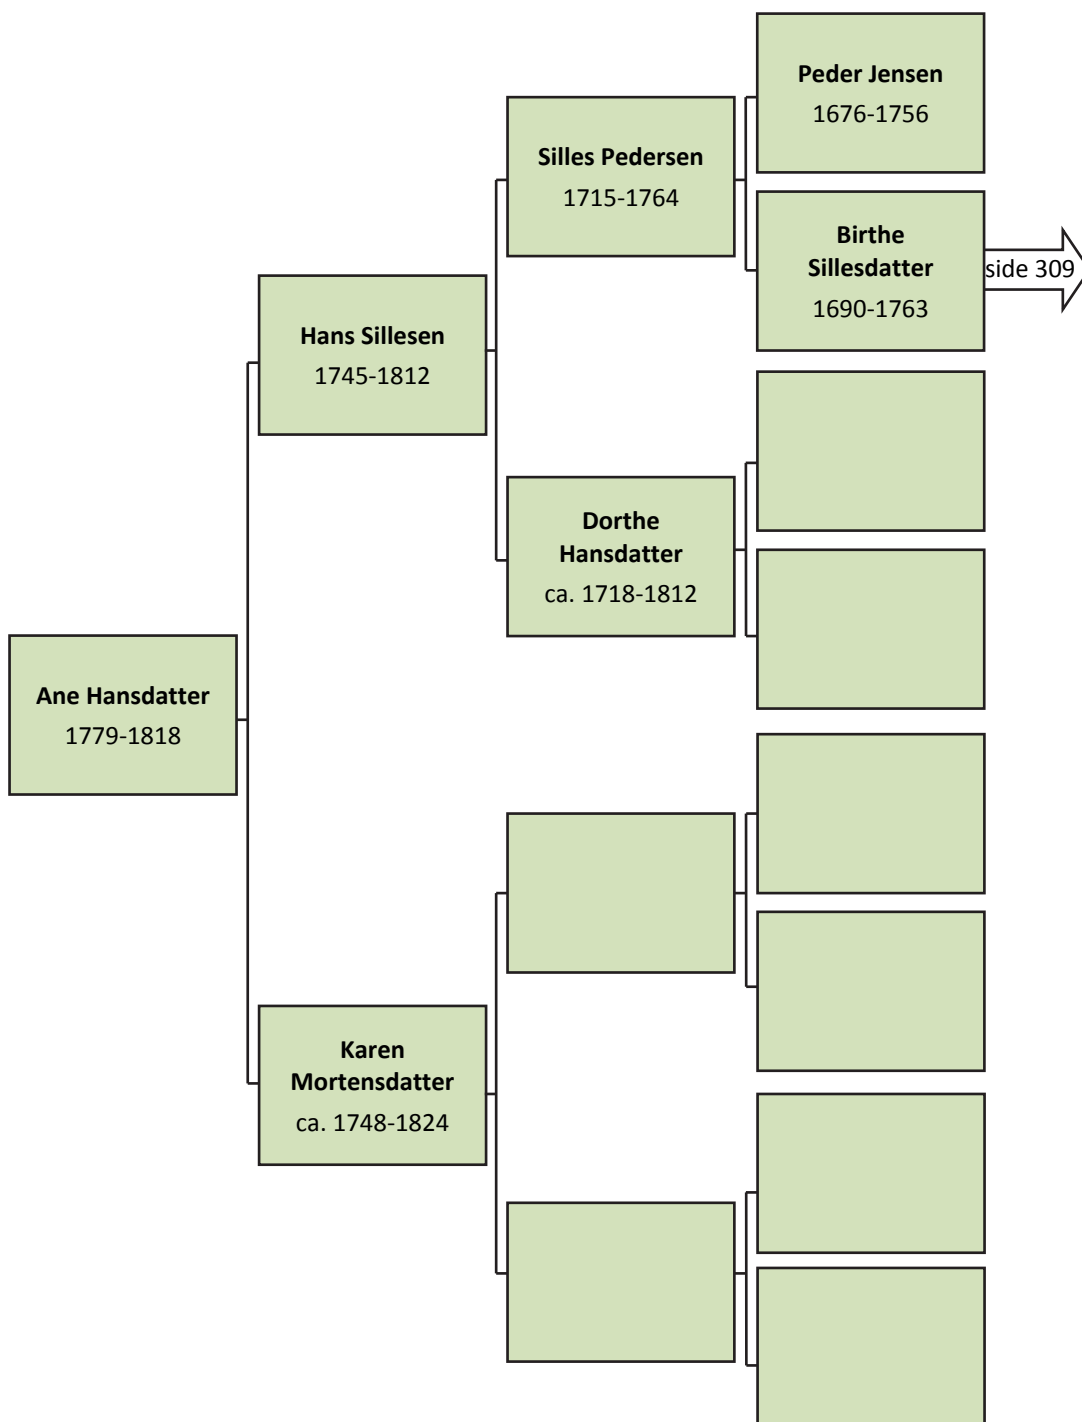 Peder Jensen
1676-1756
Silles Pedersen
1715-1764
Birthe
Sillesdatter
1690-1763
side 309
Hans Sillesen
1745-1812
Dorthe
Hansdatter
ca. 1718-1812
Ane Hansdatter
1779-1818
Karen
Mortensdatter
ca. 1748-1824